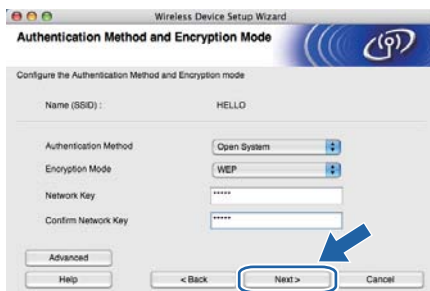 Wireless Device Setup Wizard
Authentication Method and Encryption Mode
Configure the Authentication Method and Encryption mode
Name (SSID) : HELLO
Authentication Method Open System
Encryption Mode WEP
Network Key *****
Confirm Network Key *****
Advanced
Help < Back Next > Cancel